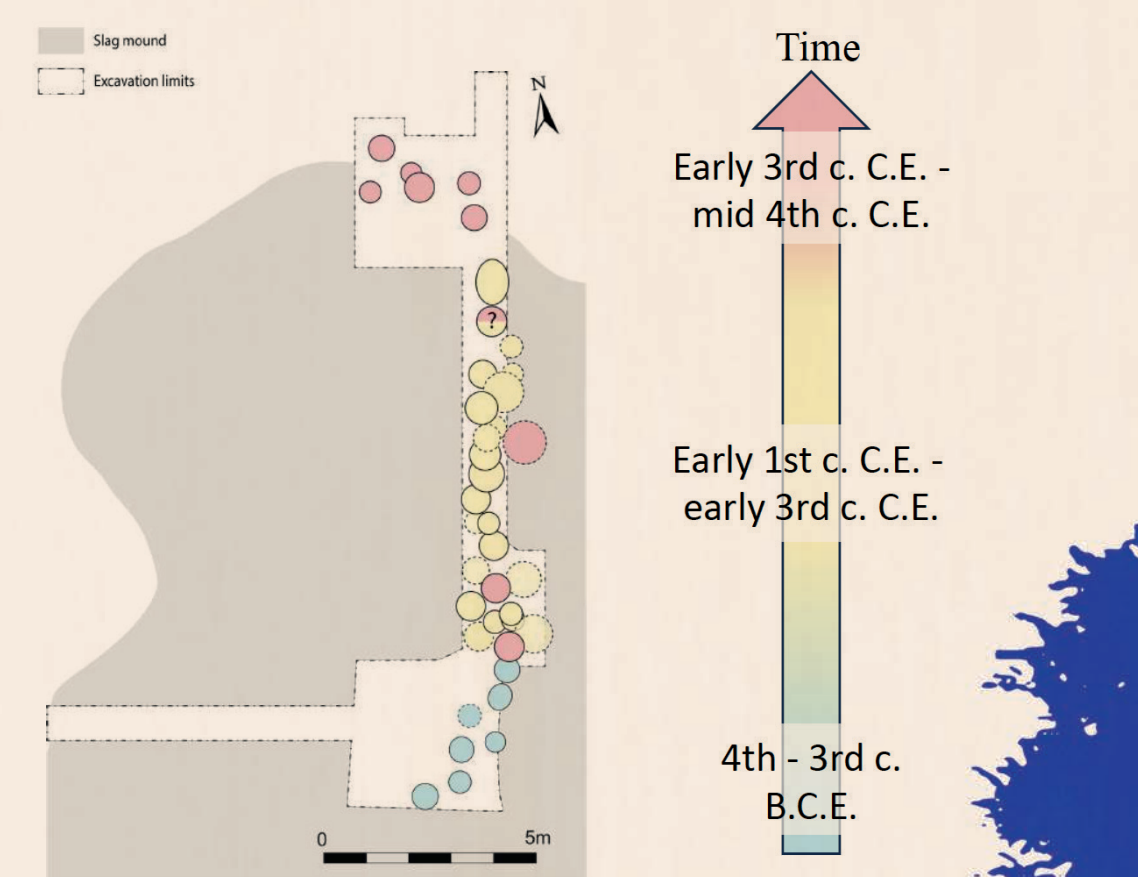 Slag mound
Excavation limits
N
?
0
5m
Time
Early 3rd c. C.E. -
mid 4th c. C.E.
Early 1st c. C.E. -
early 3rd c. C.E.
4th - 3rd c.
B.C.E.